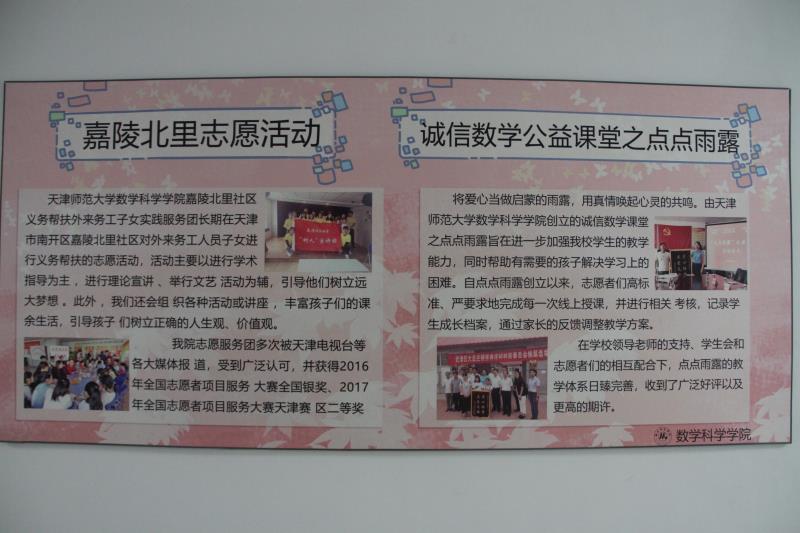 嘉陵北里志愿活动
天津师范大学数学科学学院嘉陵北里社区
义务帮扶外来务工子女实践服务团长期在天津
市南开区嘉陵北里社区对外来务工人员子女进
行义务帮扶的志愿活动，活动主要以进行学术
指导为主，进行理论宣讲、举行文艺 活动为辅，引导他们树立远
大梦想。此外，我们还会组 织各种活动或讲座，丰富孩子们的课
余生活，引导孩子 们树立正确的人生观、价值观。
我院志愿服务团多次被天津电视台等
各大媒体报 道，受到广泛认可，并获得2016
年全国志愿者项目服务 大赛全国银奖、2017
年全国志愿者项目服务大赛天津赛 区二等奖
诚信数学公益课堂之点点雨露
将爱心当做启蒙的雨露，用真情唤起心灵的共鸣。由天津
师范大学数学科学学院创立的诚信数学课堂
之点点雨露旨在进一步加强我校学生的教学
能力，同时帮助有需要的孩子解决学习上的
困难。自点点雨露创立以来，志愿者们高标
准、严要求地完成每一次线上授课，并进行相关 考核，记录学
生成长档案，通过家长的反馈调整教学方案。
在学校领导老师的支持、学生会和
志愿者们的相互配合下，点点雨露的教
学体系日臻完善，收到了广泛好评以及
更高的期许。
数学科学学院